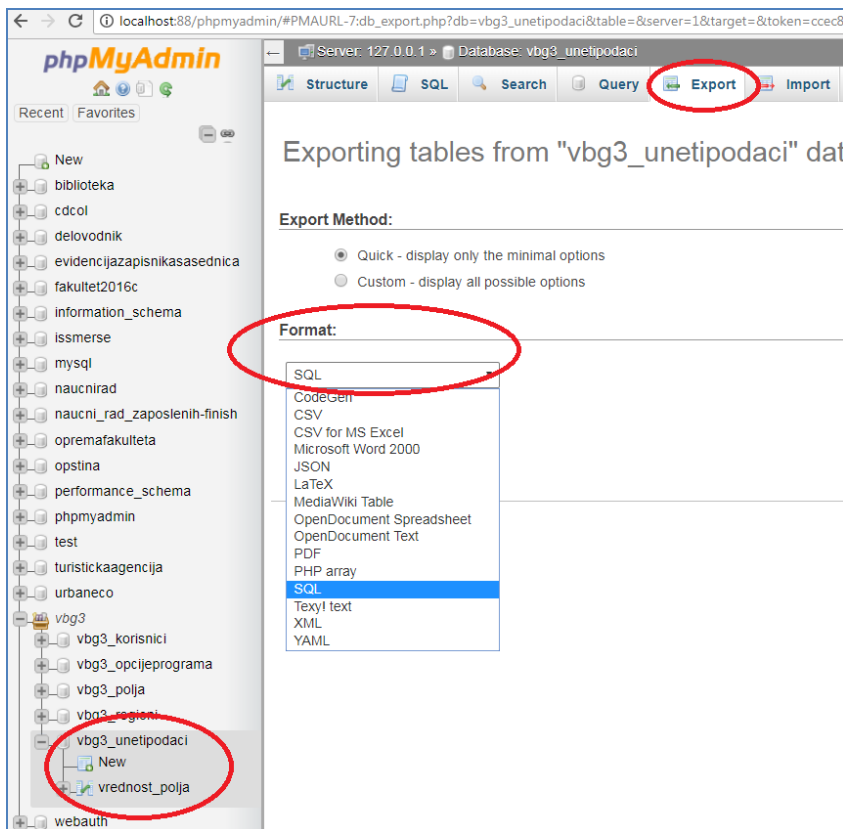 localhost:88/phpmyadmin/#PMAURL-7:db_export.php?db=vbg3_unetipodaci&table=&server=1&target=&token=ccec8
phpMyAdmin
Recent Favorites
New
biblioteka
cdcol
delovodnik
evidencijazapisnikasasednica
fakultet2016c
information_schema
issmerse
mysql
naucnirad
naucni_rad_zaposlenih-finish
opremafakulteta
opstina
performance_schema
phpmyadmin
test
turistickaagencija
urbaneco
vbg3
vbg3_korisnici
vbg3_opcijeprograma
vbg3_polja
vbg3_regioni
vbg3_unetipodaci
New
vrednost_polja
webauth
Server: 127.0.0.1 » Database: vbg3_unetipodaci
Structure SQL Search Query Export Import
Exporting tables from "vbg3_unetipodaci" dat
Export Method:
Quick - display only the minimal options
Custom - display all possible options
Format:
SQL
CodeGen
CSV
CSV for MS Excel
Microsoft Word 2000
JSON
LaTeX
MediaWiki Table
OpenDocument Spreadsheet
OpenDocument Text
PDF
PHP array
SQL
Texy! text
XML
YAML